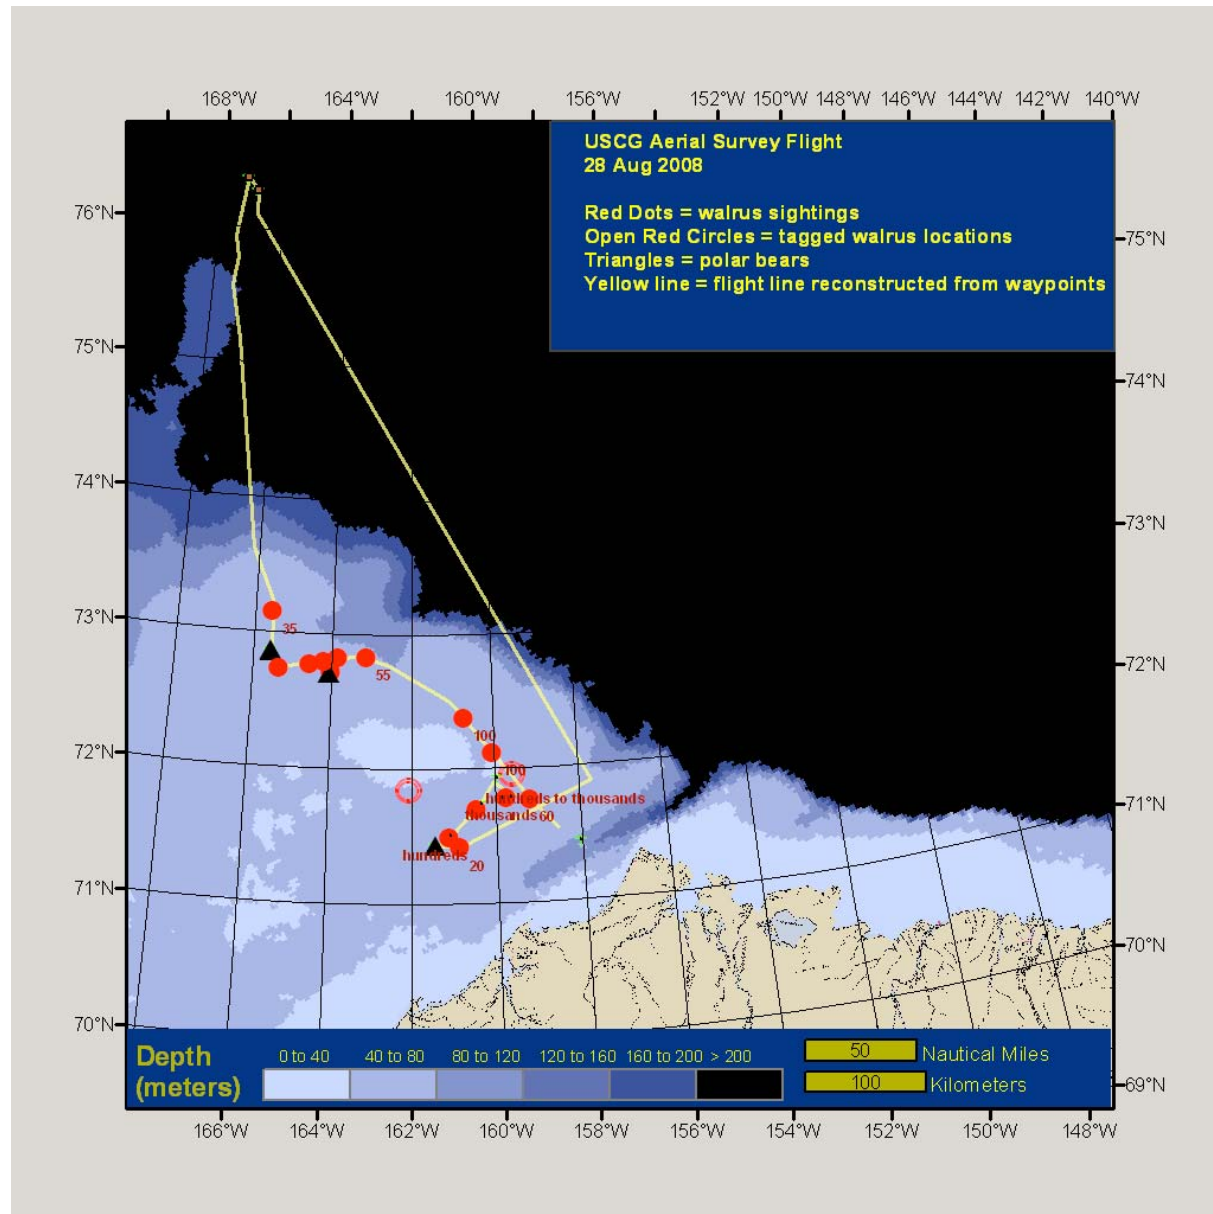 168°W 164°W 160°W 156°W 152°W 150°W 148°W 146°W 144°W 142°W 140°W
USCG Aerial Survey Flight
28 Aug 2008
Red Dots = walrus sightings
Open Red Circles = tagged walrus locations
Triangles = polar bears
Yellow line = flight line reconstructed from waypoints
76°N
75°N
75°N
74°N
74°N
73°N
73°N
35
72°N
55
100
72°N
100
hundreds to thousands
71°N
thousands 60
hundreds
20
71°N
70°N
70°N
Depth
(meters)
0 to 40 40 to 80 80 to 120 120 to 160 160 to 200 > 200
50 Nautical Miles
100 Kilometers
69°N
166°W 164°W 162°W 160°W 158°W 156°W 154°W 152°W 150°W 148°W